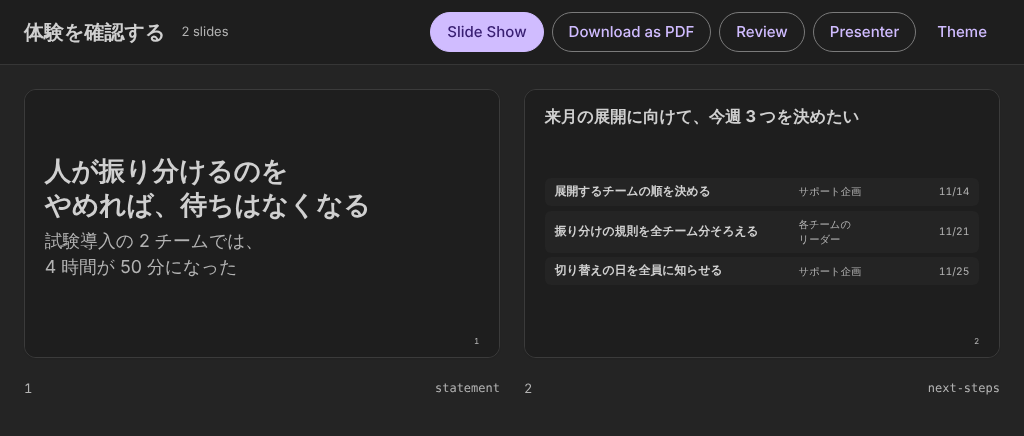 体験を確認する
2 slides
Slide Show
Download as PDF
Review
Presenter
Theme
人が振り分けるのを
やめれば、待ちはなくなる
試験導入の 2 チームでは、
4 時間が 50 分になった
1
1
statement
来月の展開に向けて、今週 3 つを決めたい
展開するチームの順を決める サポート企画 11/14
振り分けの規則を全チーム分そろえる 各チームの
リーダー 11/21
切り替えの日を全員に知らせる サポート企画 11/25
2
2
next-steps